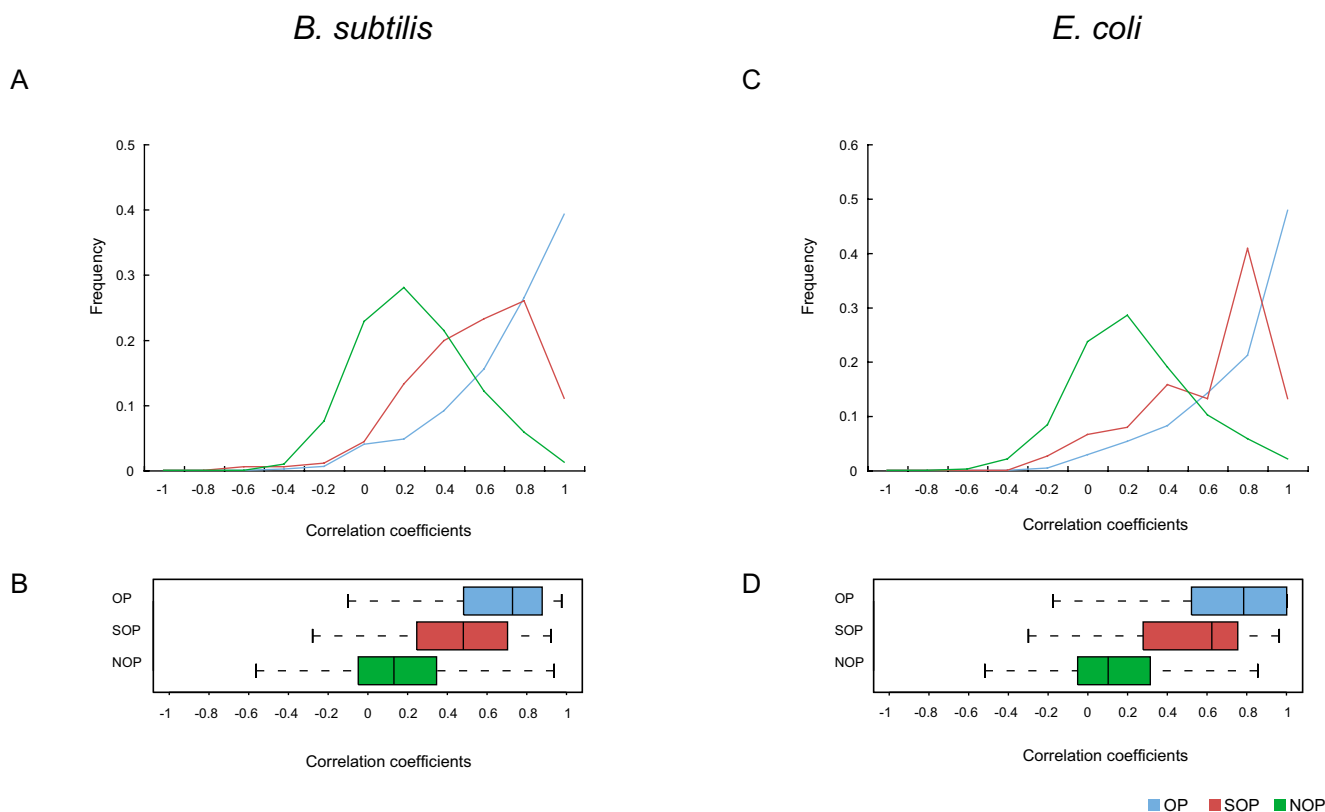 B. subtilis
E. coli
A
C
0.5
0.4
0.3
0.2
0.1
0
Frequency
-1 -0.8 -0.6 -0.4 -0.2 0 0.2 0.4 0.6 0.8 1
Correlation coefficients
0.6
0.5
0.4
0.3
0.2
0.1
0
Frequency
-1 -0.8 -0.6 -0.4 -0.2 0 0.2 0.4 0.6 0.8 1
Correlation coefficients
B
OP
SOP
NOP
-1 -0.8 -0.6 -0.4 -0.2 0 0.2 0.4 0.6 0.8 1
Correlation coefficients
D
OP
SOP
NOP
-1 -0.8 -0.6 -0.4 -0.2 0 0.2 0.4 0.6 0.8 1
Correlation coefficients
OP SOP NOP